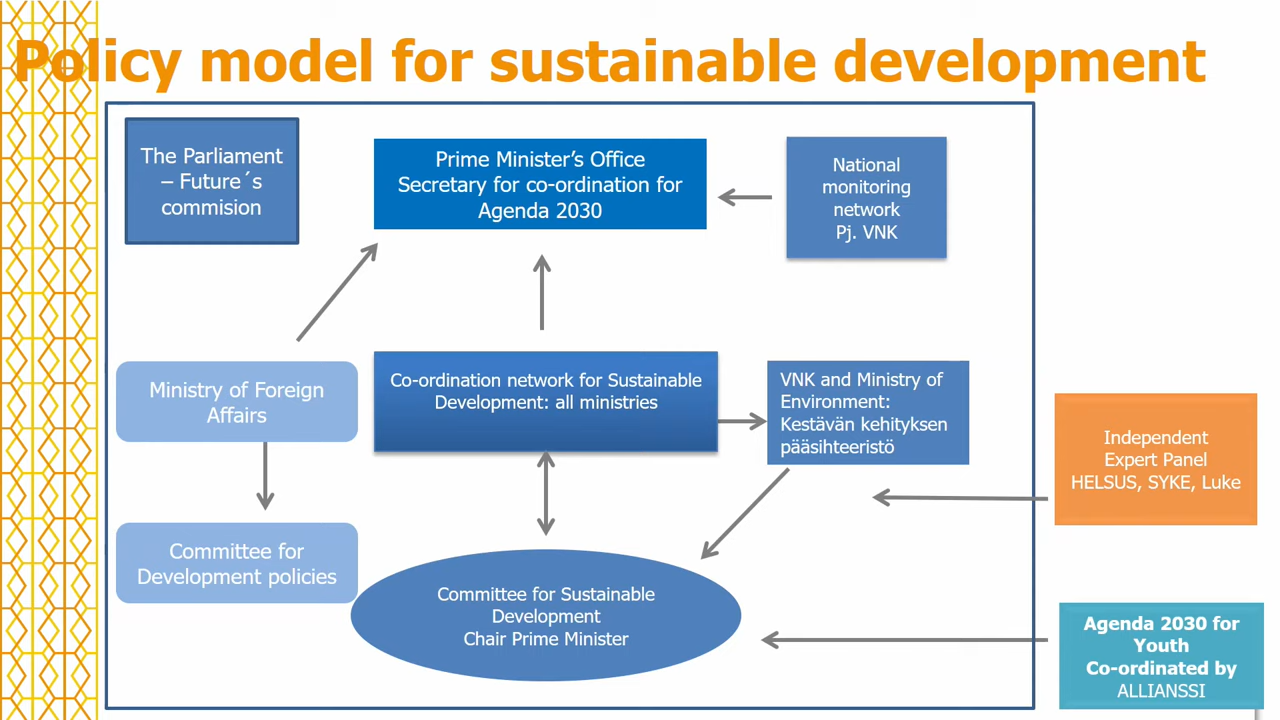 Policy model for sustainable development
The Parliament
– Future´s
commision
Prime Minister’s Office
Secretary for co-ordination for
Agenda 2030
National
monitoring
network
Pj. VNK
Ministry of Foreign
Affairs
Co-ordination network for Sustainable
Development: all ministries
VNK and Ministry of
Environment:
Kestävän kehityksen
pääsihteeristö
Independent
Expert Panel
HELSUS, SYKE, Luke
Committee for
Development policies
Committee for Sustainable
Development
Chair Prime Minister
Agenda 2030 for
Youth
Co-ordinated by
ALLIANSSI